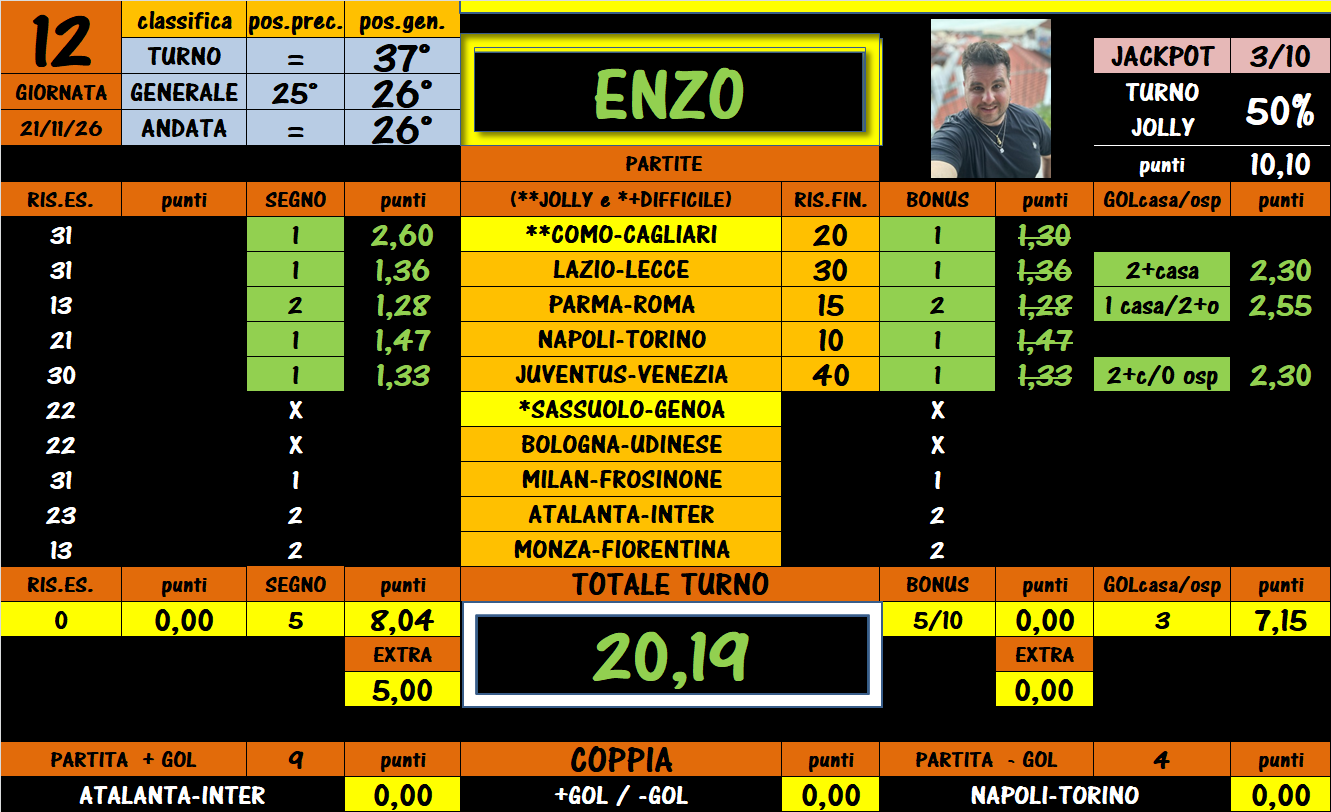 12 classifica pos.prec. pos.gen.
TURNO = 37°
ENZO
JACKPOT 3/10
GIORNATA GENERALE 25° 26°
TURNO JOLLY 50%
21/11/26 ANDATA = 26°
PARTITE
punti 10,10
RIS.ES. punti SEGNO punti (**JOLLY e *+DIFFICILE) RIS.FIN. BONUS punti GOLcasa/osp punti
31 1 2,60 **COMO-CAGLIARI 20 1 1,30
31 1 1,36 LAZIO-LECCE 30 1 1,36 2+casa 2,30
13 2 1,28 PARMA-ROMA 15 2 1,28 1 casa/2+o 2,55
21 1 1,47 NAPOLI-TORINO 10 1 1,47
30 1 1,33 JUVENTUS-VENEZIA 40 1 1,33 2+c/0 osp 2,30
22 X *SASSUOLO-GENOA X
22 X BOLOGNA-UDINESE X
31 1 MILAN-FROSINONE 1
23 2 ATALANTA-INTER 2
13 2 MONZA-FIORENTINA 2
RIS.ES. punti SEGNO punti TOTALE TURNO BONUS punti GOLcasa/osp punti
0 0,00 5 8,04 20,19 5/10 0,00 3 7,15
EXTRA EXTRA
5,00 0,00
PARTITA + GOL 9 punti COPPIA punti PARTITA - GOL 4 punti
ATALANTA-INTER 0,00 +GOL / -GOL 0,00 NAPOLI-TORINO 0,00